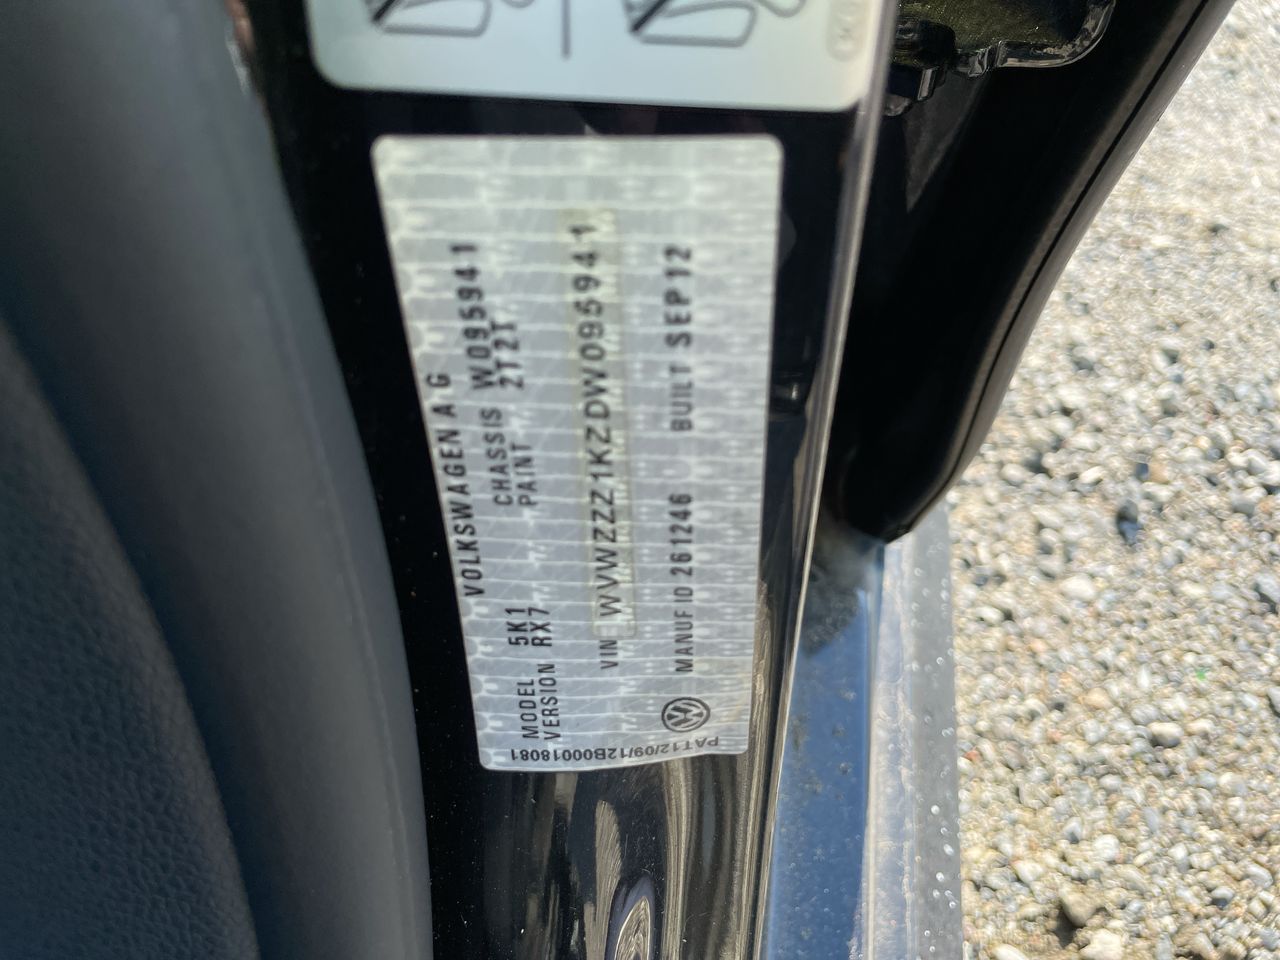 VOLKSWAGEN AG
MODEL 5K1 CHASSIS W095941
VERSION RX7 PAINT 2T2T
VIN WVWZZZ1KZDW095941
MANUF ID 261246 BUILT SEP12
PAT12/09/12B00018081